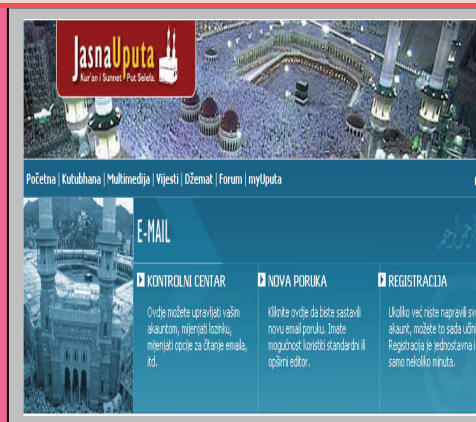 JasnaUputa
Kur'an i Sunnet Put Selefa.
Početna | Kutubhana | Multimedija | Vijesti | Džemat | Forum | myUputa
E-MAIL
KONTROLNI CENTAR
Ovdje možete upravljati vašim
akauntom, mijenjati lozinku,
mijenjati opcije za čitanje emaila,
itd.
NOVA PORUKA
Kliknite ovdje da biste sastavili
novu email poruku. Imate
mogućnost koristiti standardni ili
opširni editor.
REGISTRACIJA
Ukoliko već niste napravili
akaunt, možete to sada
Registracija je jednostavna i
samo nekoliko minuta.